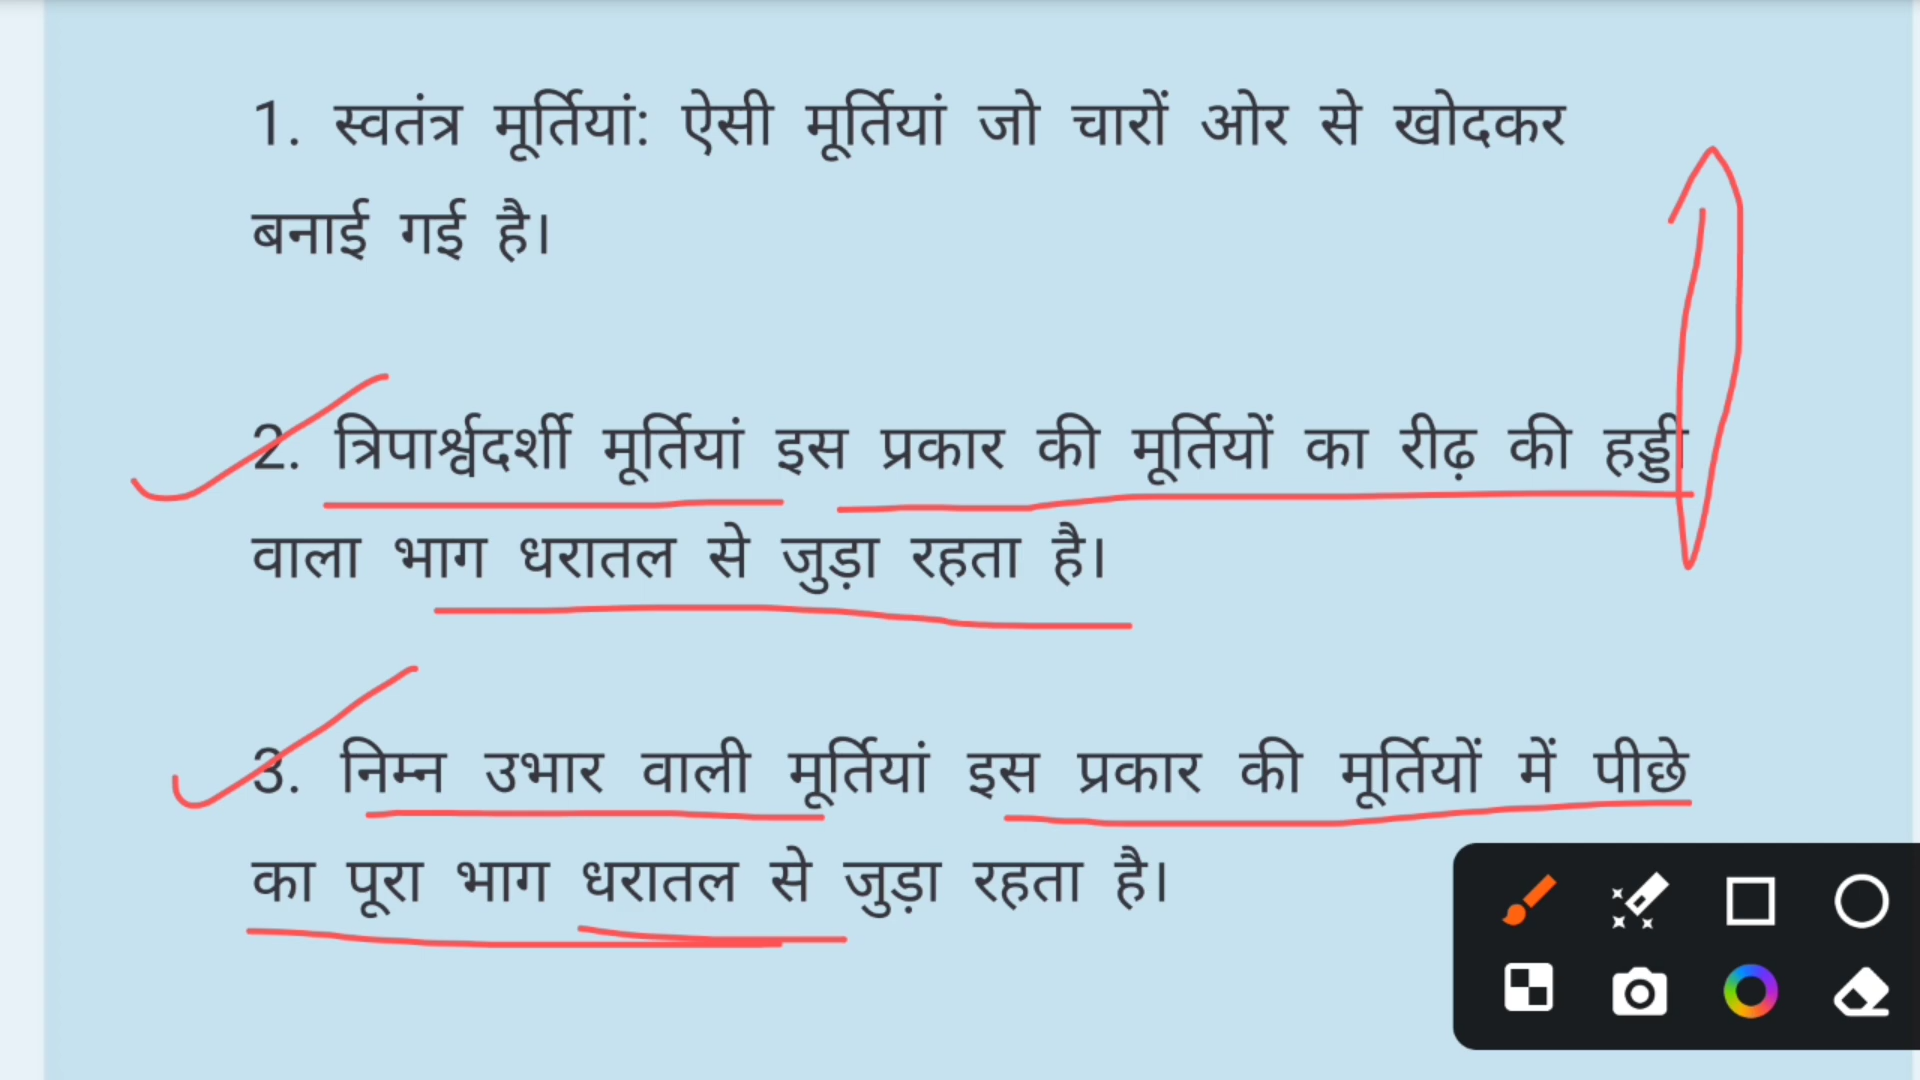 1. स्वतंत्र मूर्तियां: ऐसी मूर्तियां जो चारों ओर से खोदकर
बनाई गई है।
2. त्रिपार्श्वदर्शी मूर्तियां इस प्रकार की मूर्तियों का रीढ़ की हड्डी
वाला भाग धरातल से जुड़ा रहता है।
3. निम्न उभार वाली मूर्तियां इस प्रकार की मूर्तियों में पीछे
का पूरा भाग धरातल से जुड़ा रहता है।